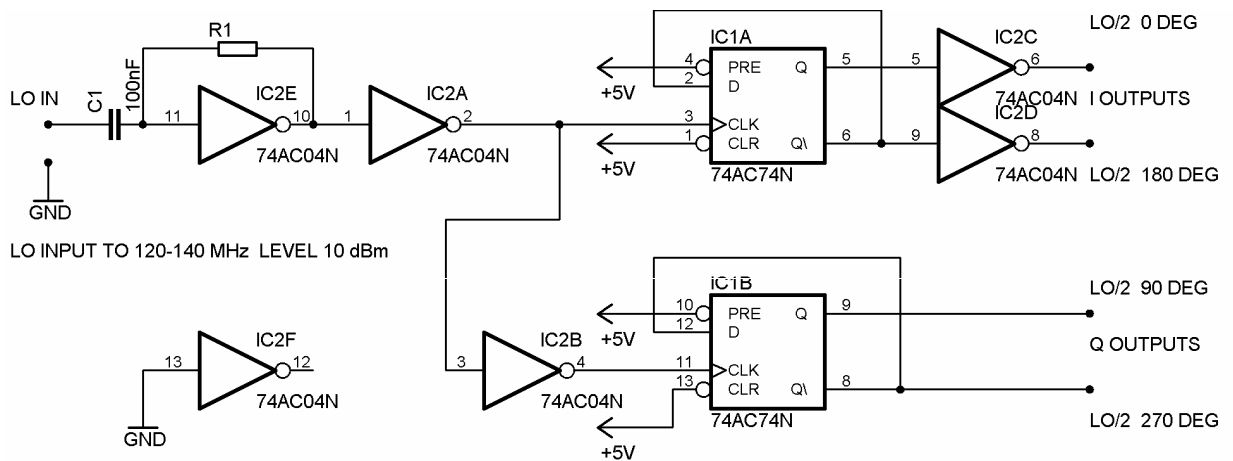 R1
LO IN
C1
100nF
11
IC2E
10
74AC04N
1
IC2A
2
74AC04N
GND
LO INPUT TO 120-140 MHz LEVEL 10 dBm
+5V
+5V
IC1A
4
PRE
2
D
3
CLK
1
CLR
Q
5
Q\
6
74AC74N
5
IC2C
6
74AC04N
9
IC2D
8
74AC04N
LO/2 0 DEG
I OUTPUTS
LO/2 180 DEG
13
IC2F
12
74AC04N
GND
3
IC2B
4
74AC04N
+5V
+5V
IC1B
10
PRE
12
D
11
CLK
13
CLR
Q
9
Q\
8
74AC74N
LO/2 90 DEG
Q OUTPUTS
LO/2 270 DEG